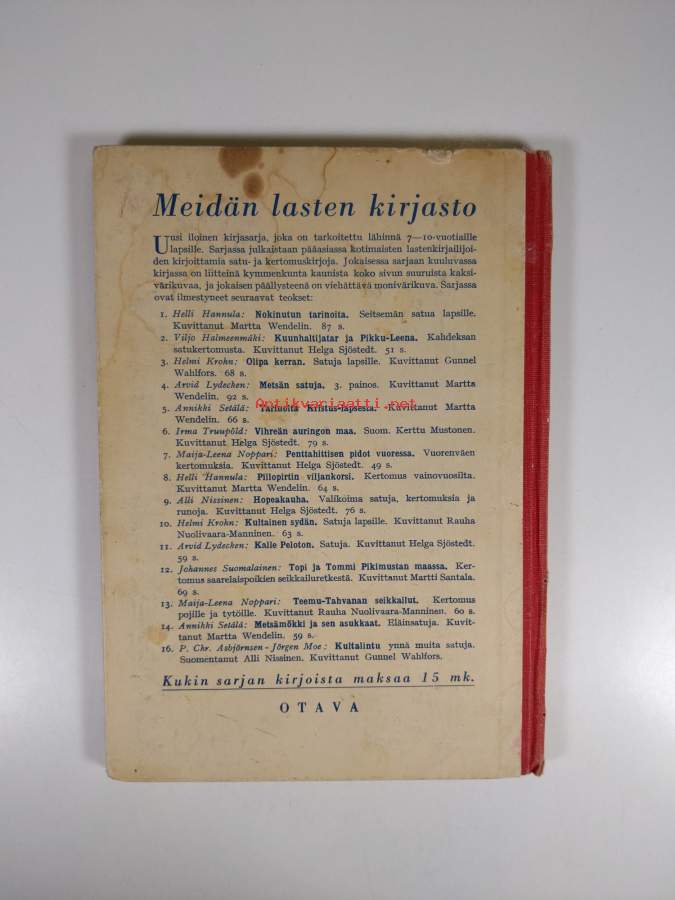 Meidän lasten kirjasto
Uusi iloinen kirjasarja, joka on tarkoitettu lähinnä 7—10-vuotiaille
lapsille. Sarjassa julkaistaan pääasiassa kotimaisten lastenkirjailijoi-
den kirjoittamia satu- ja kertomuskirjoja. Jokaisessa sarjaan kuuluvassa
kirjassa on liitteinä kymmenkunta kaunista koko sivun suuruista kaksi-
värikuvaa, ja jokaisen päällysteenä on viehättävä monivärikuva. Sarjassa
ovat ilmestyneet seuraavat teokset:
1. Helli Hannula: Nokinutun tarinoita. Seitsemän satua lapsille.
Kuvittanut Martta Wendelin. 87 s.
2. Viljo Halmeenmäki: Kuunhaltijatar ja Pikku-Leena. Kahdeksan
satukertomusta. Kuvittanut Helga Sjöstedt. 51 s.
3. Helmi Krohn: Olipa kerran. Satuja lapsille. Kuvittanut Gunnel
Wahlfors. 68 s.
4. Arvid Lydecken: Metsän satuja. 3. painos. Kuvittanut Martta
Wendelin. 92 s.
Antikvariaatti.net
5. Annikki Setälä: Tarinoita Kristus-lapsesta. Kuvittanut Martta
Wendelin. 66 s.
6. Irma Truupõld: Vihreän auringon maa. Suom. Kerttu Mustonen.
Kuvittanut Helga Sjöstedt. 79 s.
7. Maija-Leena Noppari: Penttahittisen pidot vuoressa. Vuorenväen
kertomuksia. Kuvittanut Helga Sjöstedt. 49 s.
8. Helli Hannula: Piilopirtin viljankorsi. Kertomus vainovuosilta.
Kuvittanut Martta Wendelin. 64 s.
9. Alli Nissinen: Hopeakauha. Valikoima satuja, kertomuksia ja
runoja. Kuvittanut Helga Sjöstedt. 76 s.
10. Helmi Krohn: Kultainen sydän. Satuja lapsille. Kuvittanut Rauha
Nuolivaara-Manninen. 63 s.
11. Arvid Lydecken: Kalle Peloton. Satuja. Kuvittanut Helga Sjöstedt.
59 s.
12. Johannes Suomalainen: Topi ja Tommi Pikimustan maassa. Ker-
tomus saarelaispoikien seikkailuretkestä. Kuvittanut Martti Santala.
69 s.
13. Maija-Leena Noppari: Teemu-Tahvanan seikkailut. Kertomus
pojille ja tytöille. Kuvittanut Rauha Nuolivaara-Manninen. 60 s.
14. Annikki Setälä: Metsämökki ja sen asukkaat. Eläinsatuja. Kuvit-
tanut Martta Wendelin. 59 s.
16. P. Chr. Asbjörnsen - Jörgen Moe: Kultalintu ynnä muita satuja.
Suomentanut Alli Nissinen. Kuvittanut Gunnel Wahlfors.
Kukin sarjan kirjoista maksaa 15 mk.
OTAVA